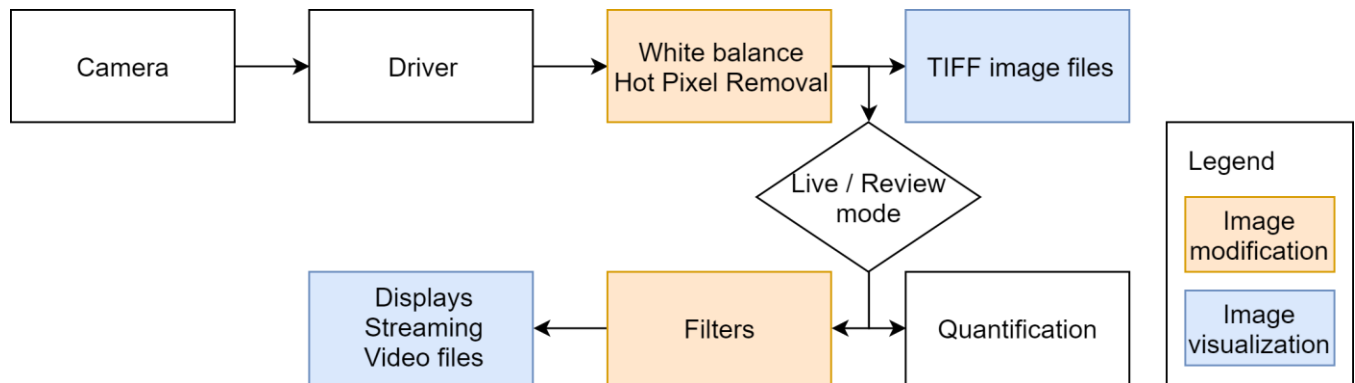 Camera
Driver
White balance
Hot Pixel Removal
TIFF image files
Live / Review
mode
Displays
Streaming
Video files
Filters
Quantification
Legend
Image
modification
Image
visualization